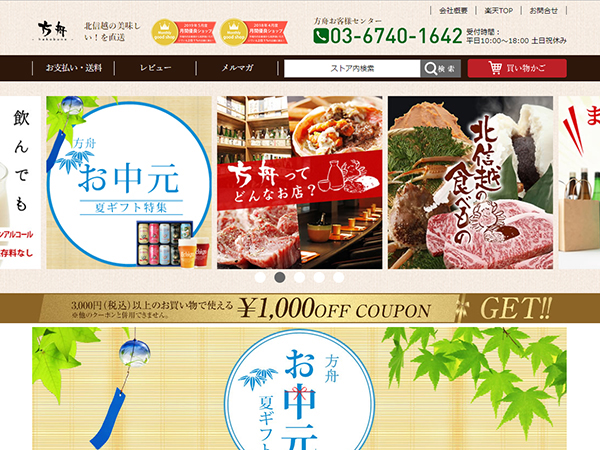 会社概要 楽天TOP お問合せ
方舟
hakobune
北信越の美味し
い！を直送
2015年5月度
月間優良ショップ
Monthly
good shop
2016年4月度
月間優良ショップ
Monthly
good shop
方舟お客様センター
03-6740-1642
受付時間：
平日10:00～18:00 土日祝休み
お支払い・送料 レビュー メルマガ ストア内検索 検 索 買い物かご
飲んでも
ンアルコール
存料なし
方舟
お中元
夏ギフト特集
方舟って
どんなお店？
北信越の
食べもの
ま
3,000円（税込）以上のお買い物で使える
※他のクーポンと併用できません。
¥1,000OFF COUPON
GET!!
方舟
お中元
夏ギフト